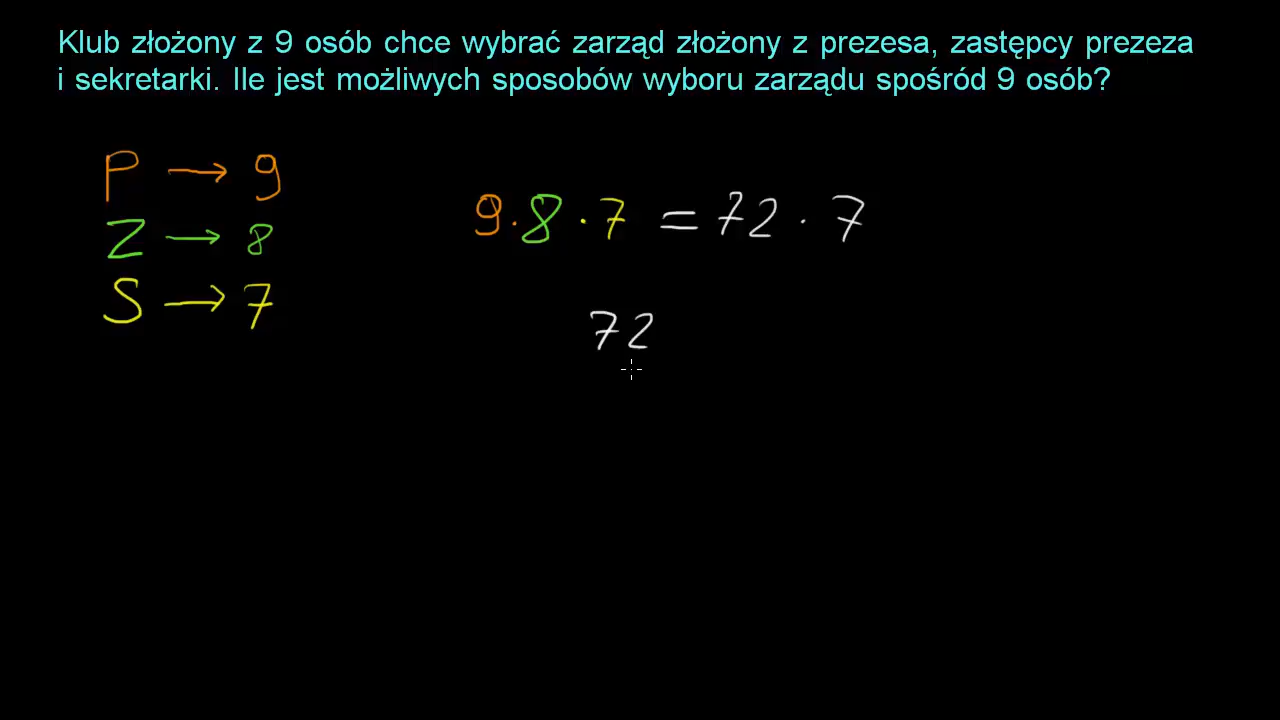 Klub złożony z 9 osób chce wybrać zarząd złożony z prezesa, zastępcy prezeza
i sekretarki. Ile jest możliwych sposobów wyboru zarządu spośród 9 osób?
P → 9
Z → 8
S → 7
9 · 8 · 7 = 72 · 7
72